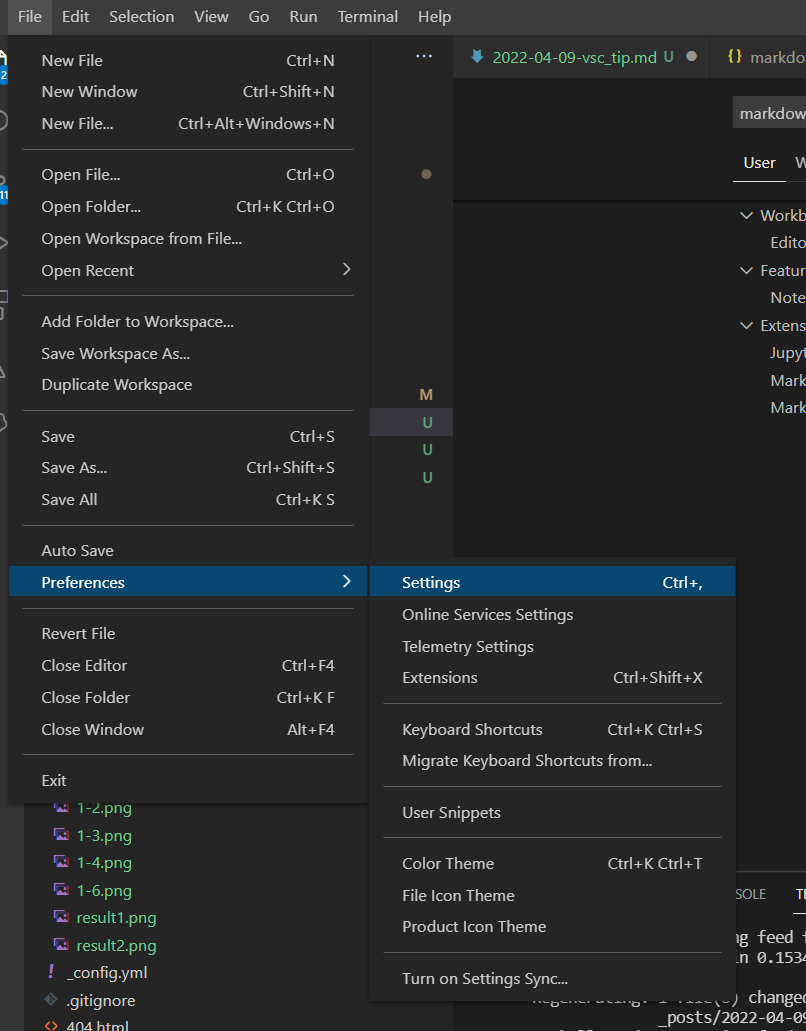 File Edit Selection View Go Run Terminal Help
2022-04-09-vsc_tip.md U
{} markdo
markdow
User W
New File Ctrl+N
New Window Ctrl+Shift+N
New File... Ctrl+Alt+Windows+N
Open File... Ctrl+O
Open Folder... Ctrl+K Ctrl+O
Open Workspace from File...
Open Recent
Add Folder to Workspace...
Save Workspace As...
Duplicate Workspace
Save Ctrl+S
Save As... Ctrl+Shift+S
Save All Ctrl+K S
Auto Save
Preferences
Revert File
Close Editor Ctrl+F4
Close Folder Ctrl+K F
Close Window Alt+F4
Exit
2
11
M
U
U
U
Workb
Edito
Featur
Note
Extens
Jupyt
Mark
Mark
Settings Ctrl+,
Online Services Settings
Telemetry Settings
Extensions Ctrl+Shift+X
Keyboard Shortcuts Ctrl+K Ctrl+S
Migrate Keyboard Shortcuts from...
User Snippets
Color Theme Ctrl+K Ctrl+T
File Icon Theme
Product Icon Theme
Turn on Settings Sync...
1-2.png
1-3.png
1-4.png
1-6.png
result1.png
result2.png
! _config.yml
.gitignore
404.html
SOLE TE
ng feed f
in 0.1534
changed
_posts/2022-04-09